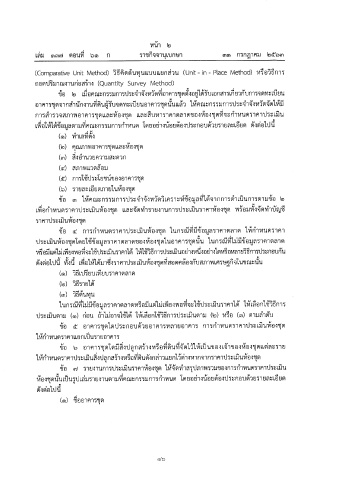 หน้า ๒
เล่ม ๑๓๗ ตอนที่ ๖๑ ก ราชกิจจานุเบกษา ๓๑ กรกฎาคม ๒๕๖๓
(Comparative Unit Method) วิธีคิดต้นทุนแบบแยกส่วน (Unit - in - Place Method) หรือวิธีการ
ถอดปริมาณงานก่อสร้าง (Quantity Survey Method)
ข้อ ๒ เมื่อคณะกรรมการประจำจังหวัดที่อาคารชุดตั้งอยู่ได้รับเอกสารเกี่ยวกับการจดทะเบียน
อาคารชุดจากสำนักงานที่ดินผู้รับจดทะเบียนอาคารชุดนั้นแล้ว ให้คณะกรรมการประจำจังหวัดจัดให้มี
การสำรวจสภาพอาคารชุดและห้องชุด และสืบหาราคาตลาดของห้องชุดที่จะกำหนดราคาประเมิน
เพื่อให้ได้ข้อมูลตามที่คณะกรรมการกำหนด โดยอย่างน้อยต้องประกอบด้วยรายละเอียด ดังต่อไปนี้
(๑) ทำเลที่ตั้ง
(๒) คุณภาพอาคารชุดและห้องชุด
(๓) สิ่งอำนวยความสะดวก
(๔) สภาพแวดล้อม
(๕) การใช้ประโยชน์ของอาคารชุด
(๖) รายละเอียดภายในห้องชุด
ข้อ ๓ ให้คณะกรรมการประจำจังหวัดวิเคราะห์ข้อมูลที่ได้จากการดำเนินการตามข้อ ๒
เพื่อกำหนดราคาประเมินห้องชุด และจัดทำรายงานการประเมินราคาห้องชุด พร้อมทั้งจัดทำบัญชี
ราคาประเมินห้องชุด
ข้อ ๔ การกำหนดราคาประเมินห้องชุด ในกรณีที่มีข้อมูลราคาตลาด ให้กำหนดราคา
ประเมินห้องชุดโดยใช้ข้อมูลราคาตลาดของห้องชุดในอาคารชุดนั้น ในกรณีที่ไม่มีข้อมูลราคาตลาด
หรือมีแต่ไม่เพียงพอที่จะใช้ประเมินราคาได้ ให้ใช้วิธีการประเมินอย่างหนึ่งอย่างใดหรือหลายวิธีการประกอบกัน
ดังต่อไปนี้ ทั้งนี้ เพื่อให้ได้มาซึ่งราคาประเมินห้องชุดที่สอดคล้องกับสภาพเศรษฐกิจในขณะนั้น
(๑) วิธีเปรียบเทียบราคาตลาด
(๒) วิธีรายได้
(๓) วิธีต้นทุน
ในกรณีที่ไม่มีข้อมูลราคาตลาดหรือมีแต่ไม่เพียงพอที่จะใช้ประเมินราคาได้ ให้เลือกใช้วิธีการ
ประเมินตาม (๑) ก่อน ถ้าไม่อาจใช้ได้ ให้เลือกใช้วิธีการประเมินตาม (๒) หรือ (๓) ตามลำดับ
ข้อ ๕ อาคารชุดใดประกอบด้วยอาคารหลายอาคาร การกำหนดราคาประเมินห้องชุด
ให้กำหนดราคาแยกเป็นรายอาคาร
ข้อ ๖ อาคารชุดใดมีสิ่งปลูกสร้างหรือที่ดินที่จัดไว้ให้เป็นของเจ้าของห้องชุดแต่ละราย
ให้กำหนดราคาประเมินสิ่งปลูกสร้างหรือที่ดินดังกล่าวแยกไว้ต่างหากจากราคาประเมินห้องชุด
ข้อ ๗ รายงานการประเมินราคาห้องชุด ให้จัดทำสรุปภาพรวมของการกำหนดราคาประเมิน
ห้องชุดนั้นเป็นรูปเล่มรายงานตามที่คณะกรรมการกำหนด โดยอย่างน้อยต้องประกอบด้วยรายละเอียด
ดังต่อไปนี้
(๑) ชื่ออาคารชุด
๑๖